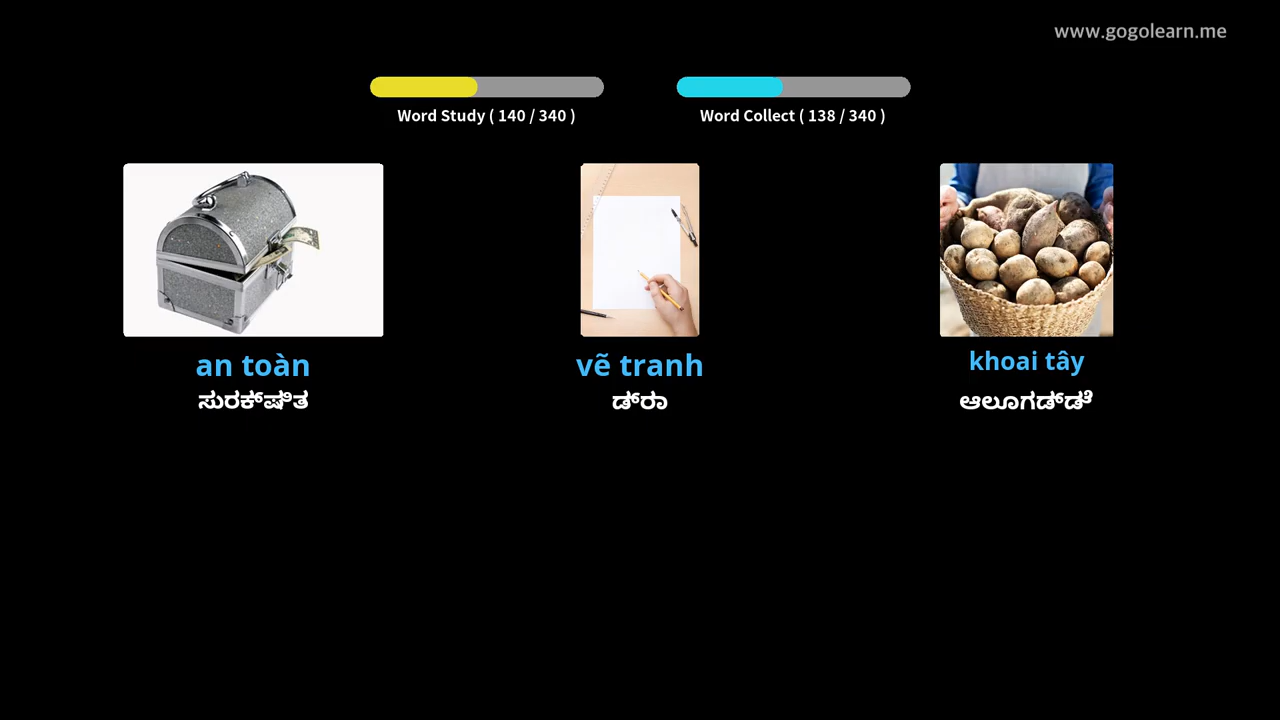 www.gogolearn.me
Word Study ( 140 / 340 )
Word Collect ( 138 / 340 )
an toàn
ಸುರಕ್ಷಿತ
vẽ tranh
ಡ್ರಾ
khoai tây
ಆಲೂಗಡ್ಡೆ